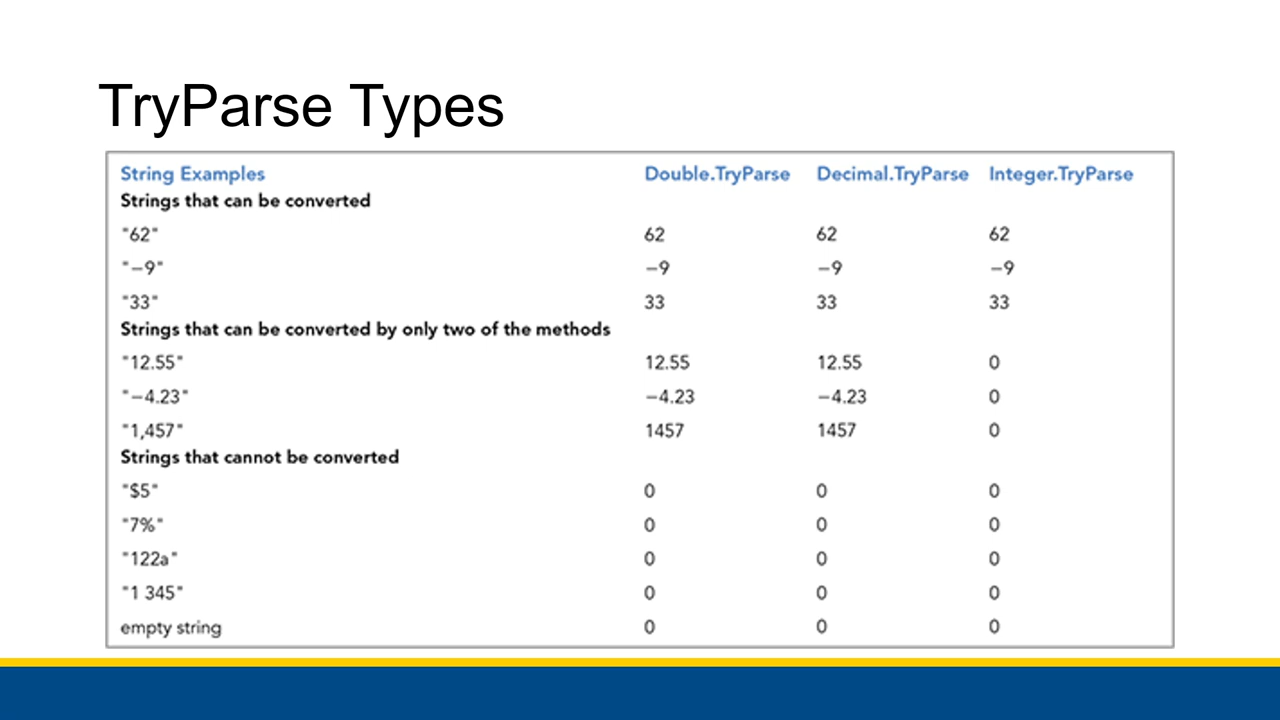 TryParse Types
String Examples Double.TryParse Decimal.TryParse Integer.TryParse
Strings that can be converted
"62" 62 62 62
"−9" −9 −9 −9
"33" 33 33 33
Strings that can be converted by only two of the methods
"12.55" 12.55 12.55 0
"−4.23" −4.23 −4.23 0
"1,457" 1457 1457 0
Strings that cannot be converted
"$5" 0 0 0
"7%" 0 0 0
"122a" 0 0 0
"1 345" 0 0 0
empty string 0 0 0